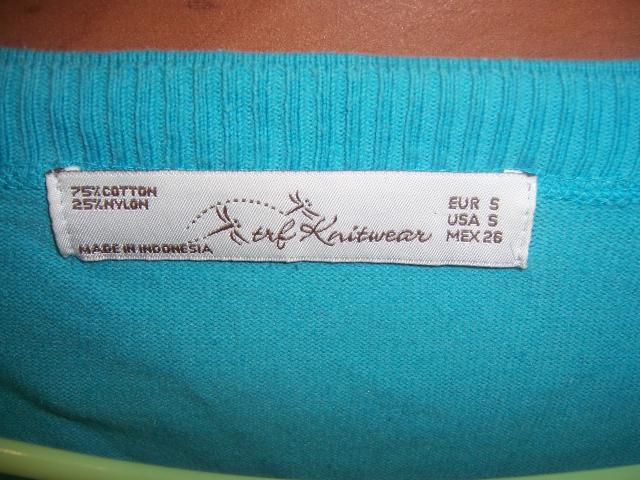 75% COTTON
25% NYLON
MADE IN INDONESIA
trf Knitwear
EUR S
USA S
MEX 26